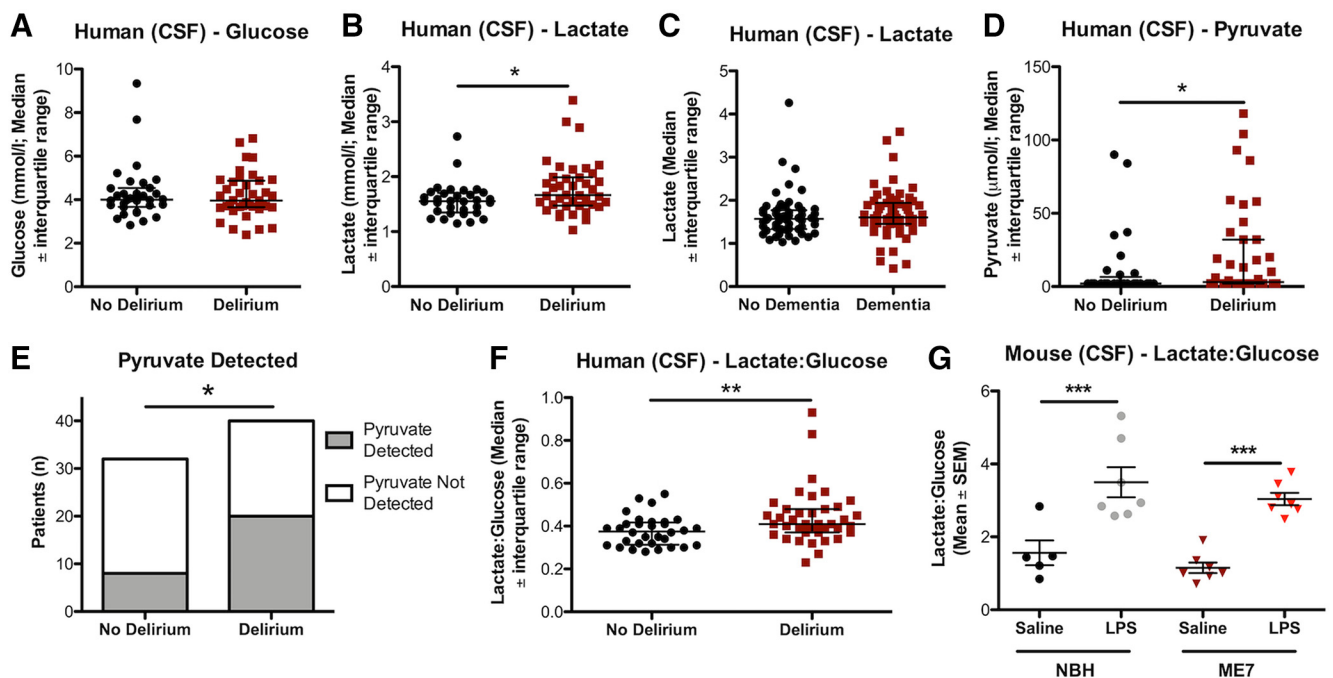 A
Human (CSF) - Glucose
Glucose (mmol/l; Median
± interquartile range)
10
8
6
4
2
0
No Delirium
Delirium
B
Human (CSF) - Lactate
Lactate (mmol/l; Median
± interquartile range)
4
3
2
1
0
*
No Delirium
Delirium
C
Human (CSF) - Lactate
Lactate (Median
± interquartile range)
5
4
3
2
1
0
No Dementia
Dementia
D
Human (CSF) - Pyruvate
Pyruvate (μmol/l; Median
± interquartile range)
150
100
50
0
*
No Delirium
Delirium
E
Pyruvate Detected
Patients (n)
40
30
20
10
0
*
No Delirium
Delirium
Pyruvate
Detected
Pyruvate Not
Detected
F
Human (CSF) - Lactate:Glucose
Lactate:Glucose (Median
± interquartile range)
1.0
0.8
0.6
0.4
0.2
0.0
**
No Delirium
Delirium
G
Mouse (CSF) - Lactate:Glucose
Lactate:Glucose
(Mean ± SEM)
6
4
2
0
***
***
Saline
LPS
Saline
LPS
NBH
ME7